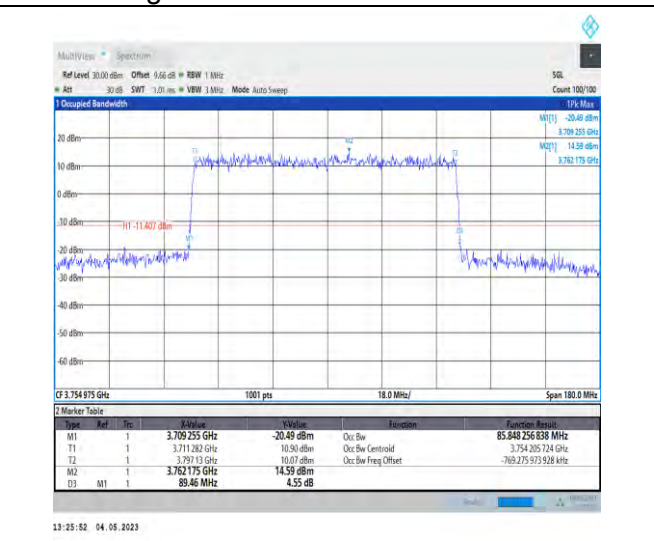 MultiView Spectrum
Ref Level 30.00 dBm Offset 9.66 dB RBW 1 MHz SGL
Att 30 dB SWT 1.01 ms VBW 3 MHz Mode Auto Sweep Count 100/100
1 Occupied Bandwidth 1Pk Max
M1[1] -20.49 dBm
3.709 255 GHz
M2[1] 14.59 dBm
3.762 175 GHz
20 dBm
M2
T1 T2
10 dBm
0 dBm
-10 dBm
H1 -11.407 dBm
D3
M1
-20 dBm
-30 dBm
-40 dBm
-50 dBm
-60 dBm
CF 3.754 975 GHz 1001 pts 18.0 MHz/ Span 180.0 MHz
2 Marker Table
Type Ref Trc X-Value Y-Value Function Function Result
M1 1 3.709 255 GHz -20.49 dBm Occ Bw 85.848 256 838 MHz
T1 1 3.711 282 GHz 10.90 dBm Occ Bw Centroid 3.754 205 724 GHz
T2 1 3.797 13 GHz 10.07 dBm Occ Bw Freq Offset -769.275 973 928 kHz
M2 1 3.762 175 GHz 14.59 dBm
D3 M1 1 89.46 MHz 4.55 dB
13:25:52 04.05.2023